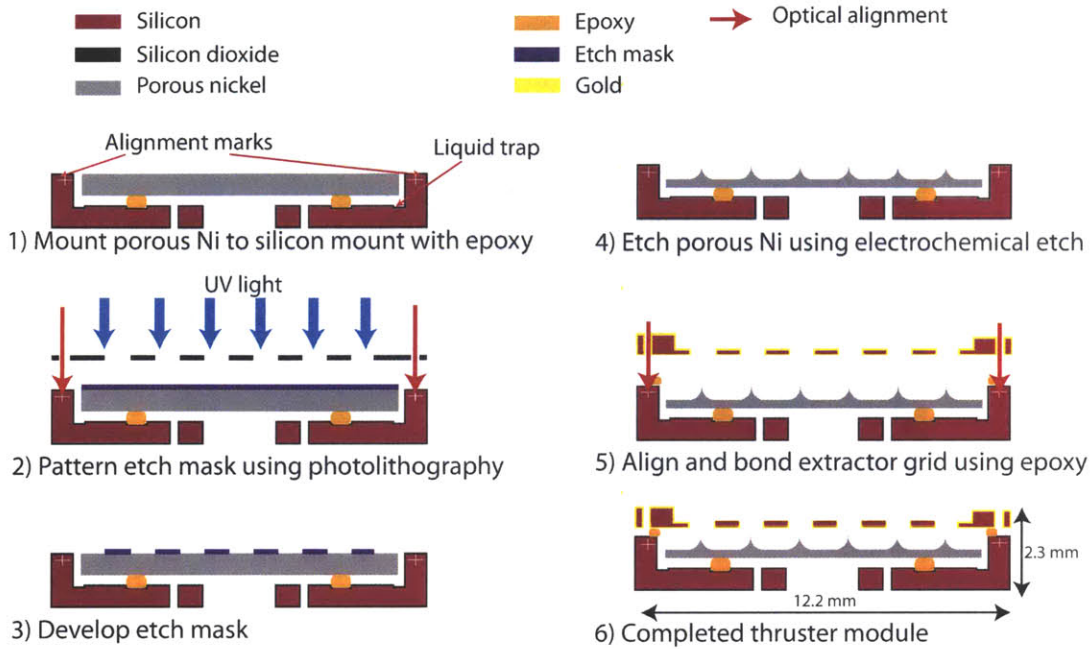 Silicon
Silicon dioxide
Porous nickel
Epoxy
Etch mask
Gold
Optical alignment
Alignment marks
Liquid trap
1) Mount porous Ni to silicon mount with epoxy
UV light
2) Pattern etch mask using photolithography
3) Develop etch mask
4) Etch porous Ni using electrochemical etch
5) Align and bond extractor grid using epoxy
2.3 mm
12.2 mm
6) Completed thruster module